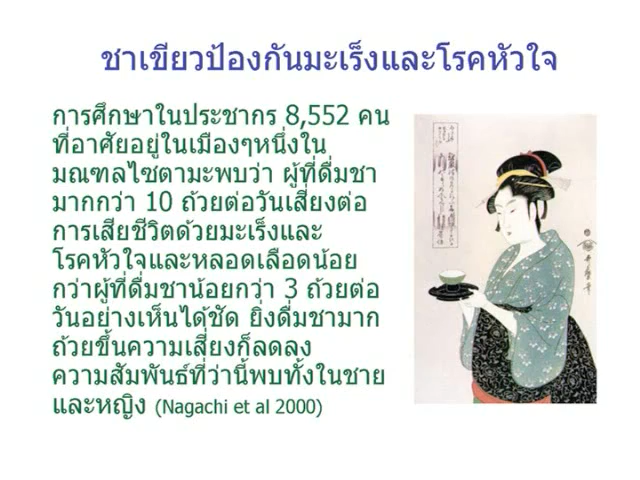 ชาเขียวป้องกันมะเร็งและโรคหัวใจ
การศึกษาในประชากร 8,552 คน
ที่อาศัยอยู่ในเมืองๆหนึ่งใน
มณฑลไซตามะพบว่า ผู้ที่ดื่มชา
มากกว่า 10 ถ้วยต่อวันเสี่ยงต่อ
การเสียชีวิตด้วยมะเร็งและ
โรคหัวใจและหลอดเลือดน้อย
กว่าผู้ที่ดื่มชาน้อยกว่า 3 ถ้วยต่อ
วันอย่างเห็นได้ชัด ยิ่งดื่มชามาก
ถ้วยขึ้นความเสี่ยงก็ลดลง
ความสัมพันธ์ที่ว่านี้พบทั้งในชาย
และหญิง (Nagachi et al 2000)